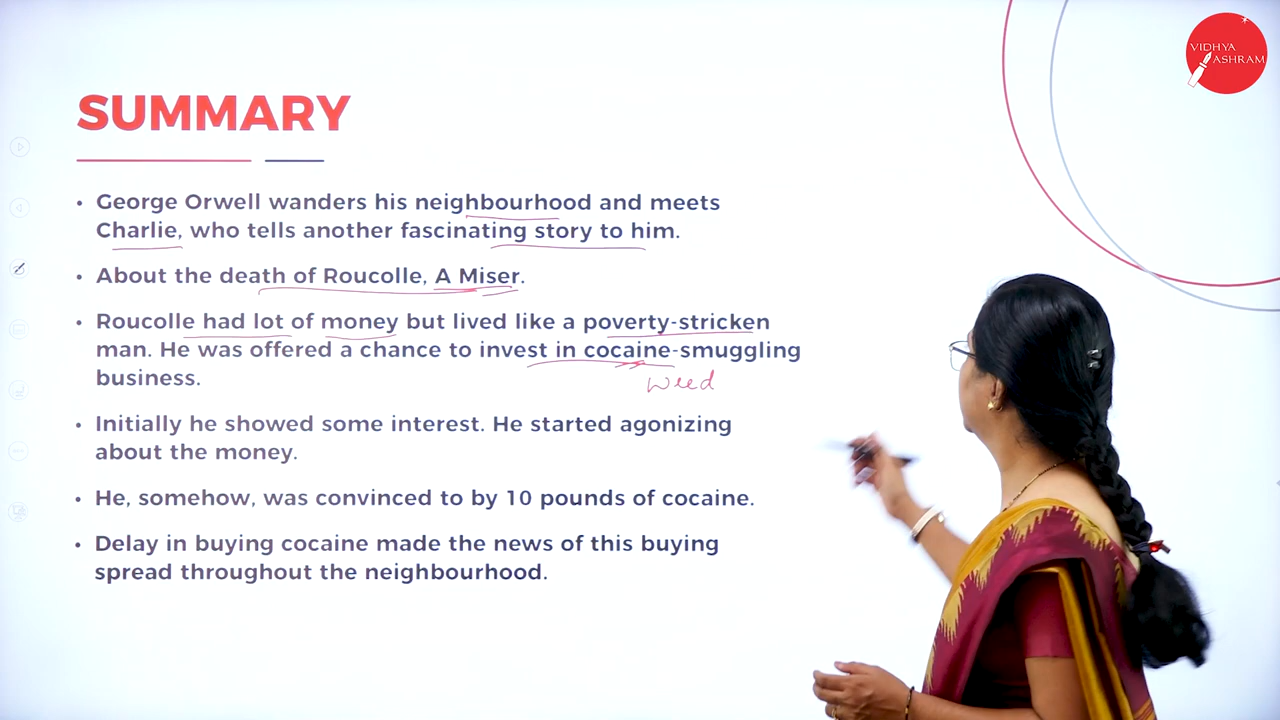 VIDHYA
ASHRAM
SUMMARY
• George Orwell wanders his neighbourhood and meets
Charlie, who tells another fascinating story to him.
• About the death of Roucolle, A Miser.
• Roucolle had lot of money but lived like a poverty-stricken
man. He was offered a chance to invest in cocaine-smuggling
business.
weed
• Initially he showed some interest. He started agonizing
about the money.
• He, somehow, was convinced to by 10 pounds of cocaine.
• Delay in buying cocaine made the news of this buying
spread throughout the neighbourhood.